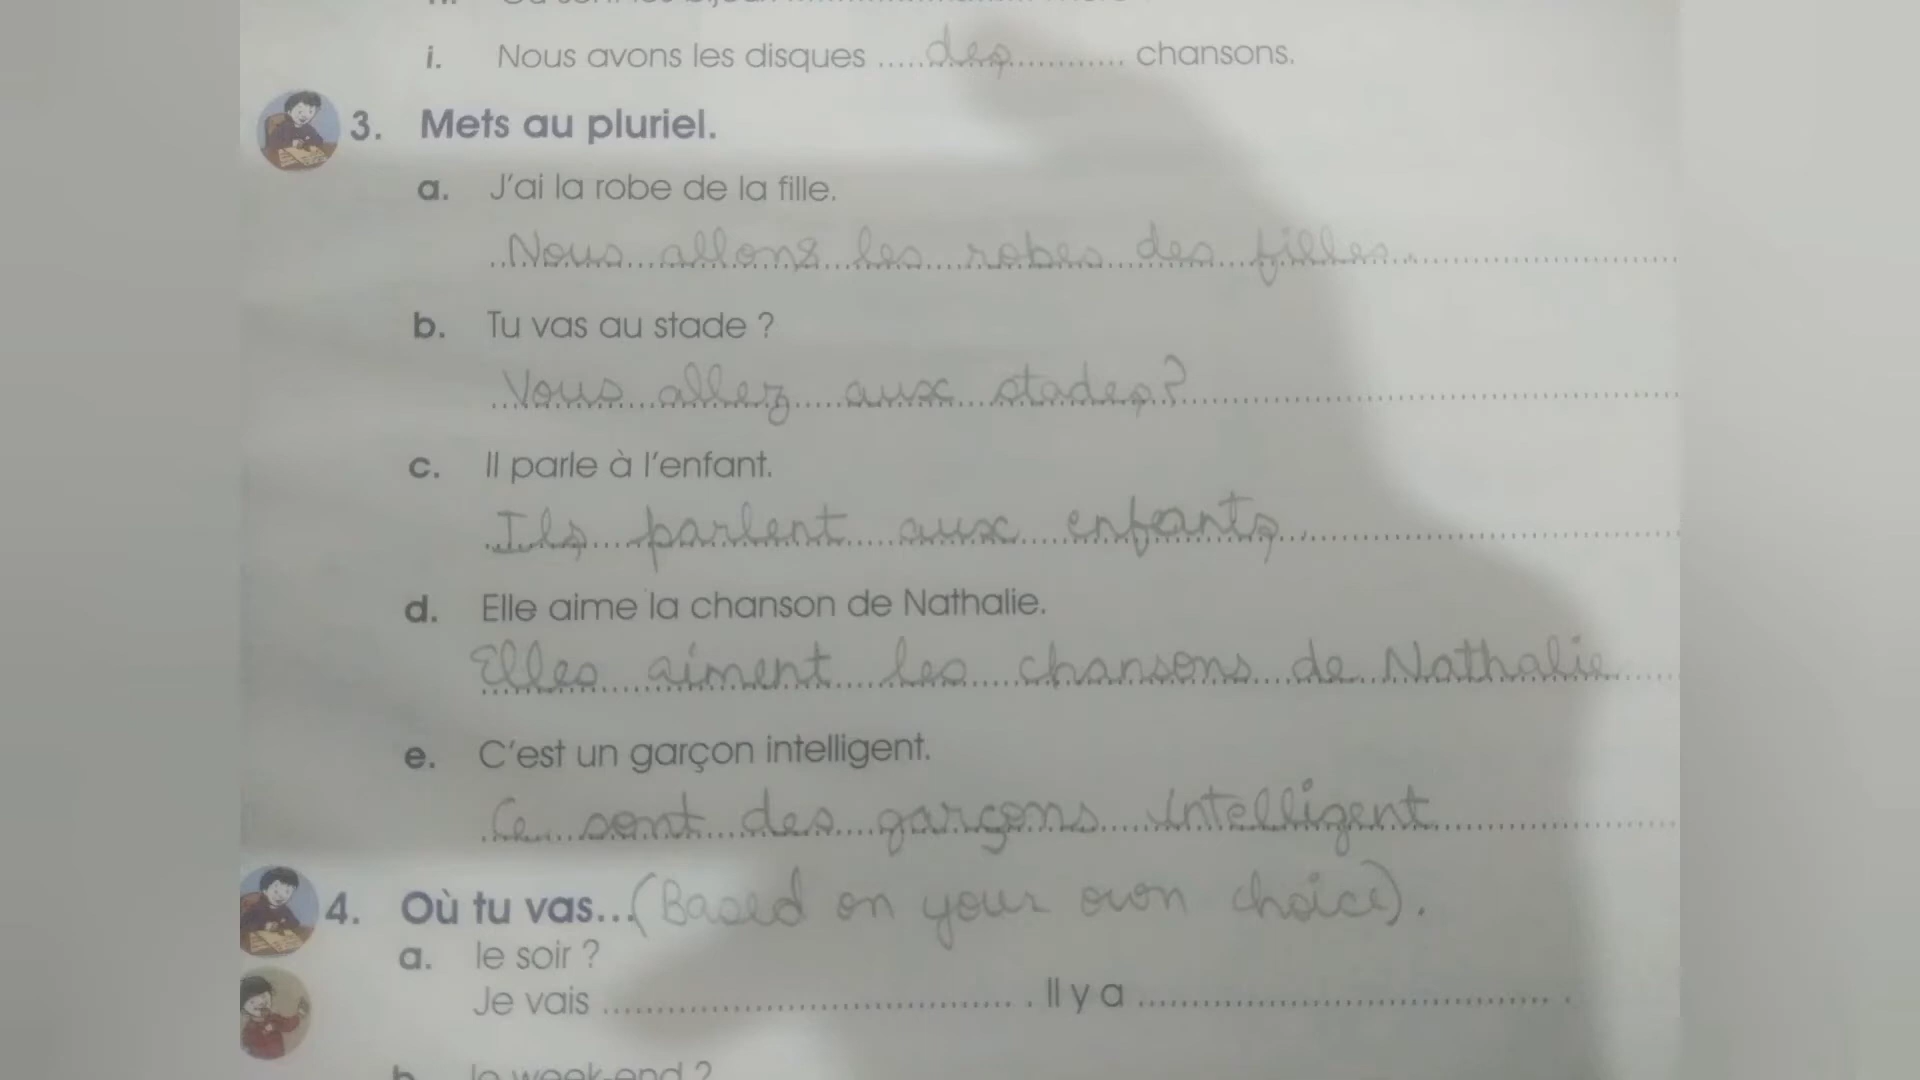 i. Nous avons les disques .....des............. chansons.
3. Mets au pluriel.
a. J'ai la robe de la fille.
Nous allons les robes des filles.
b. Tu vas au stade ?
Vous allez aux stades?
c. Il parle à l'enfant.
Ils parlent aux enfants.
d. Elle aime la chanson de Nathalie.
Elles aiment les chansons de Nathalie
e. C'est un garçon intelligent.
Ce sont des garçons intelligent
4. Où tu vas...(Based on your own choice).
a. le soir ?
Je vais ........................................ . Il y a ........................................ .
b. le week-end ?